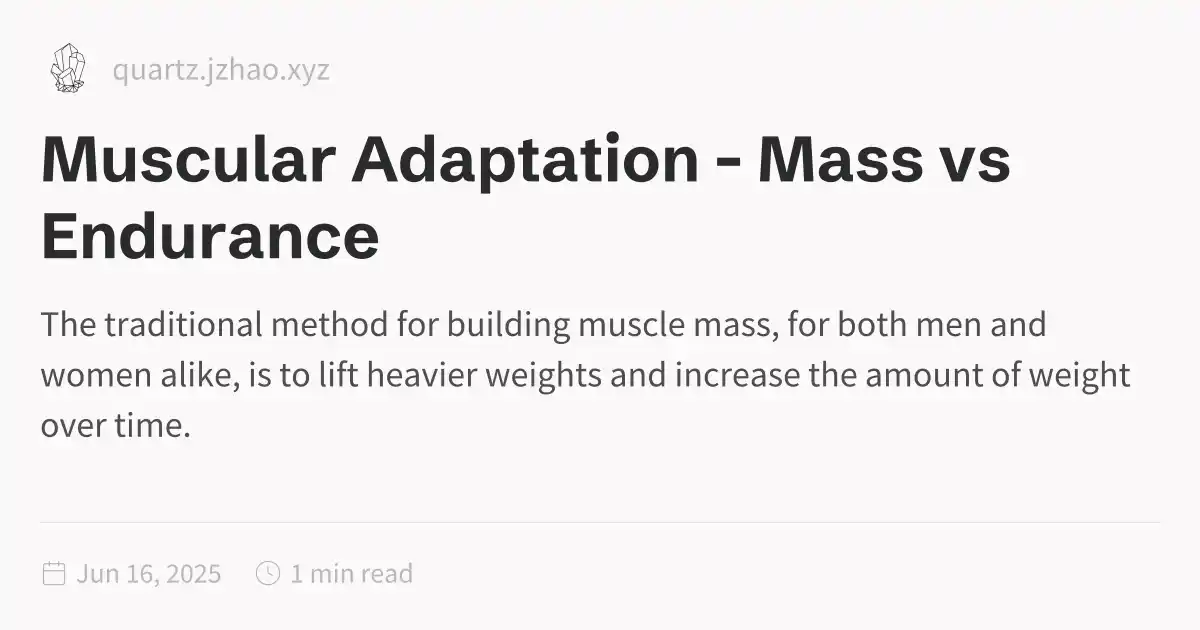 quartz.jzhao.xyz
Muscular Adaptation - Mass vs
Endurance
The traditional method for building muscle mass, for both men and
women alike, is to lift heavier weights and increase the amount of weight
over time.
Jun 16, 2025 1 min read